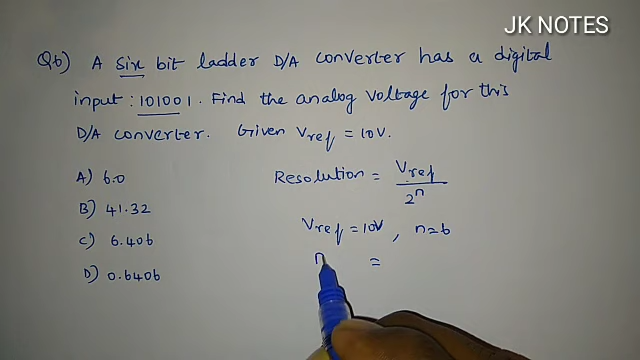 JK NOTES
Q6) A six bit ladder D/A converter has a digital
input : 101001. Find the analog voltage for this
D/A converter. Given Vref = 10V.
A) 6.0
B) 41.32
C) 6.406
D) 0.6406
Resolution = Vref / 2^n
Vref = 10V, n=6
n =